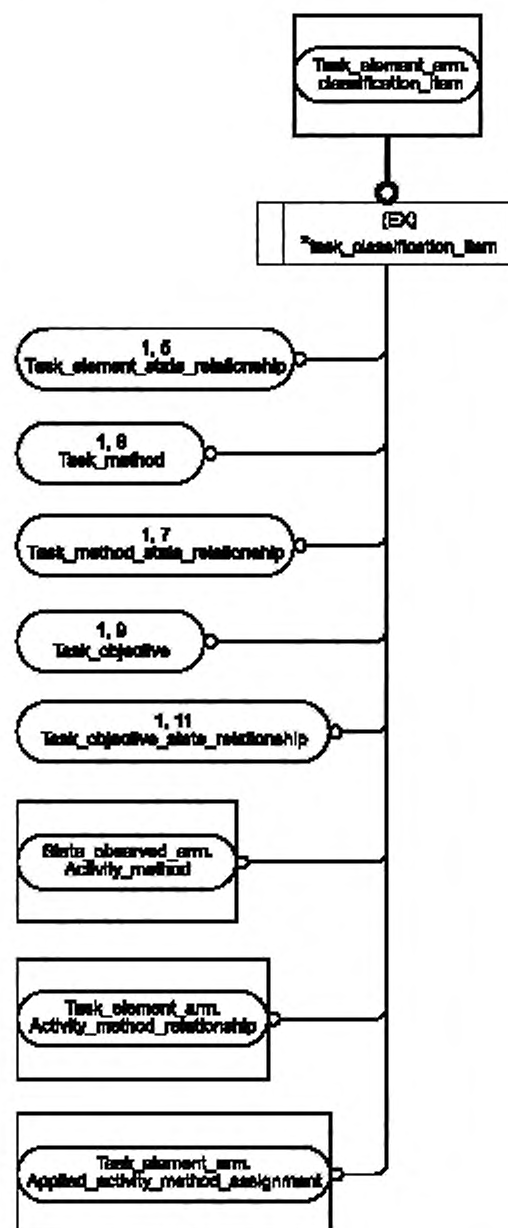 Task_element_arm.
classification_item
(EX)
*task_classification_item
1, 5
Task_element_state_relationship
1, 8
Task_method
1, 7
Task_method_state_relationship
1, 9
Task_objective
1, 11
Task_objective_state_relationship
State_observed_arm.
Activity_method
Task_element_arm.
Activity_method_relationship
Task_element_arm.
Applied_activity_method_assignment